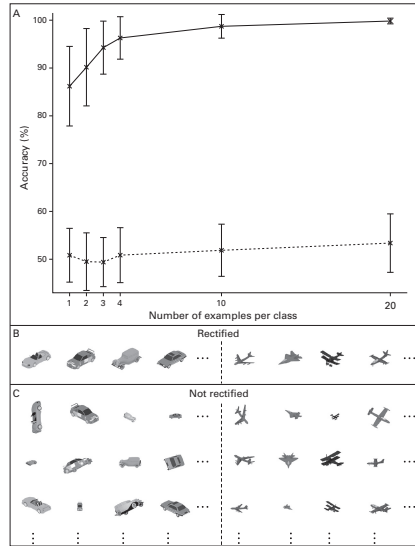 A
100
90
80
70
60
50
Accuracy (%)
1 2 3 4 10 20
Number of examples per class
B Rectified
C Not rectified